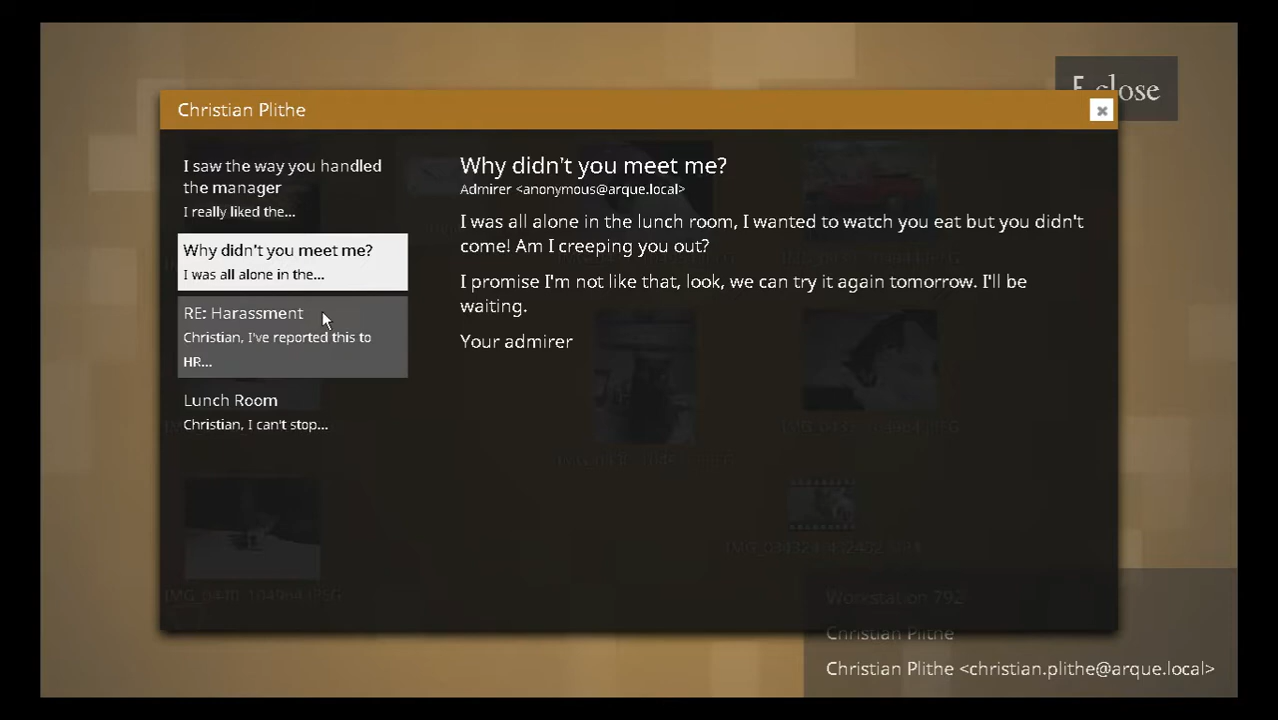 E close
Christian Plithe
I saw the way you handled
the manager
I really liked the...
Why didn't you meet me?
I was all alone in the...
RE: Harassment
Christian, I've reported this to
HR...
Lunch Room
Christian, I can't stop...
Why didn't you meet me?
Admirer <anonymous@arque.local>
I was all alone in the lunch room, I wanted to watch you eat but you didn't
come! Am I creeping you out?
I promise I'm not like that, look, we can try it again tomorrow. I'll be
waiting.
Your admirer
Workstation 792
Christian Plithe
Christian Plithe <christian.plithe@arque.local>